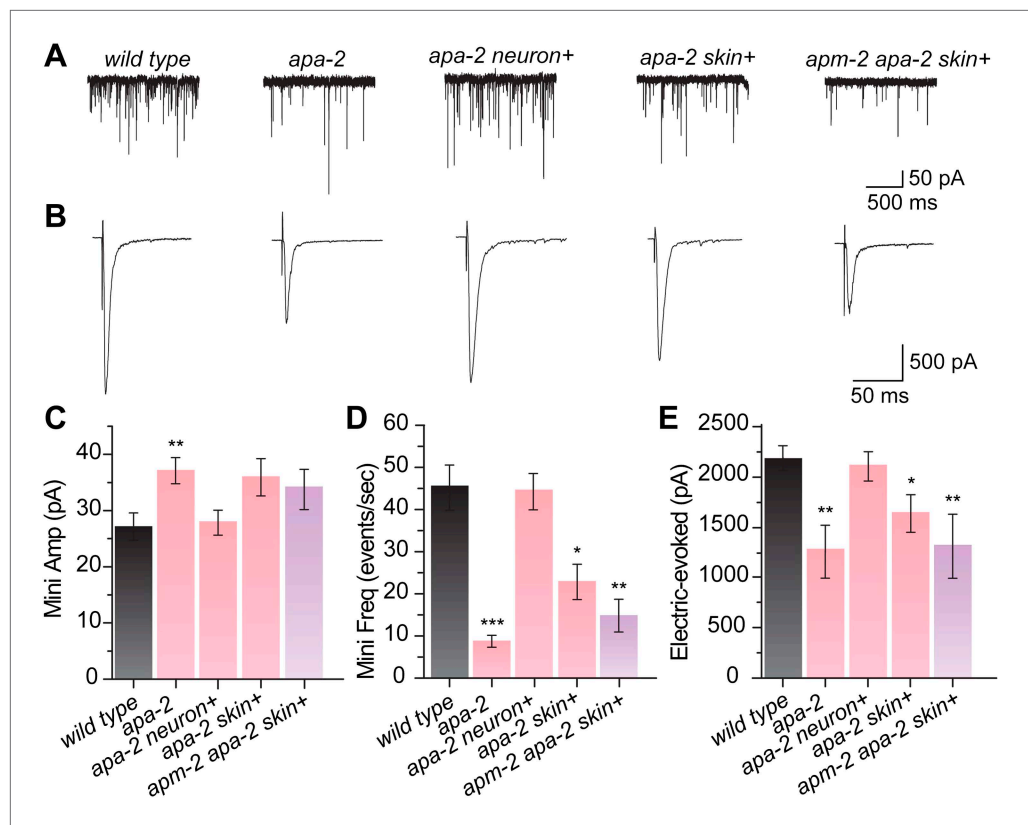 A
wild type
apa-2
apa-2 neuron+
apa-2 skin+
apm-2 apa-2 skin+
50 pA
500 ms
B
500 pA
50 ms
C
Mini Amp (pA)
40
30
20
10
0
**
wild type
apa-2
apa-2 neuron+
apa-2 skin+
apm-2 apa-2 skin+
D
Mini Freq (events/sec)
60
50
40
30
20
10
0
***
*
**
wild type
apa-2
apa-2 neuron+
apa-2 skin+
apm-2 apa-2 skin+
E
Electric-evoked (pA)
2500
2000
1500
1000
500
0
**
*
**
wild type
apa-2
apa-2 neuron+
apa-2 skin+
apm-2 apa-2 skin+